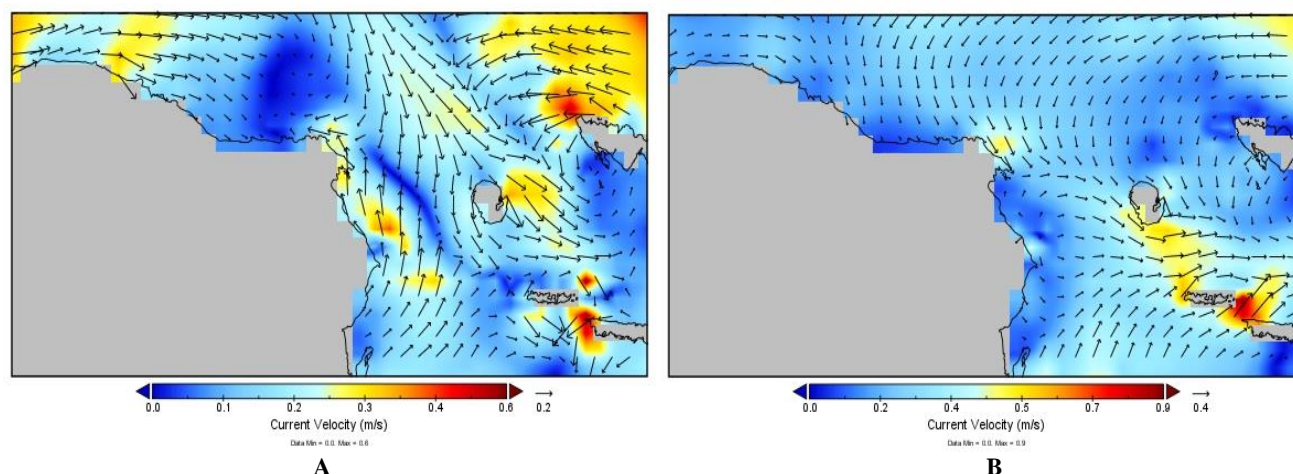 0.0 0.1 0.2 0.3 0.4 0.6 0.2
Current Velocity (m/s)
Data Min = 0.0, Max = 0.6
A
0.0 0.2 0.4 0.5 0.7 0.9 0.4
Current Velocity (m/s)
Data Min = 0.0, Max = 0.9
B